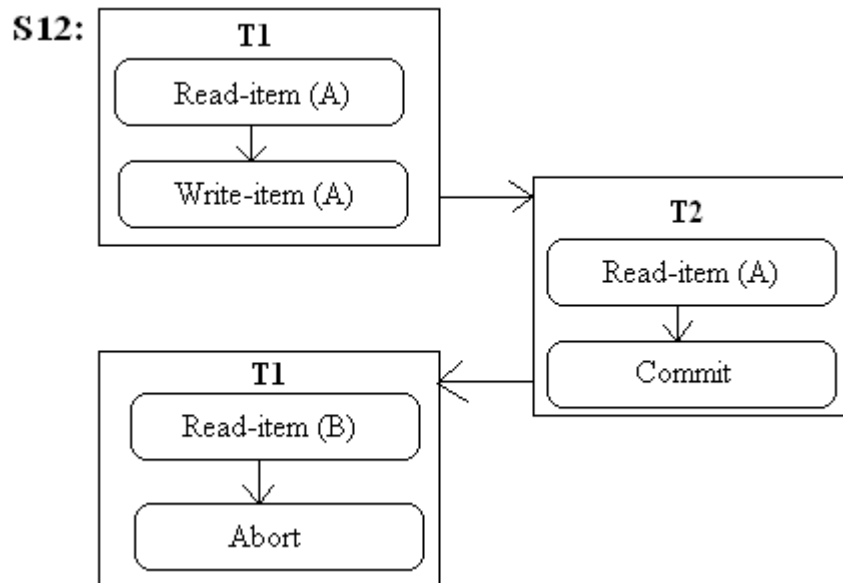 S12:
T1
Read-item (A)
Write-item (A)
T2
Read-item (A)
Commit
T1
Read-item (B)
Abort